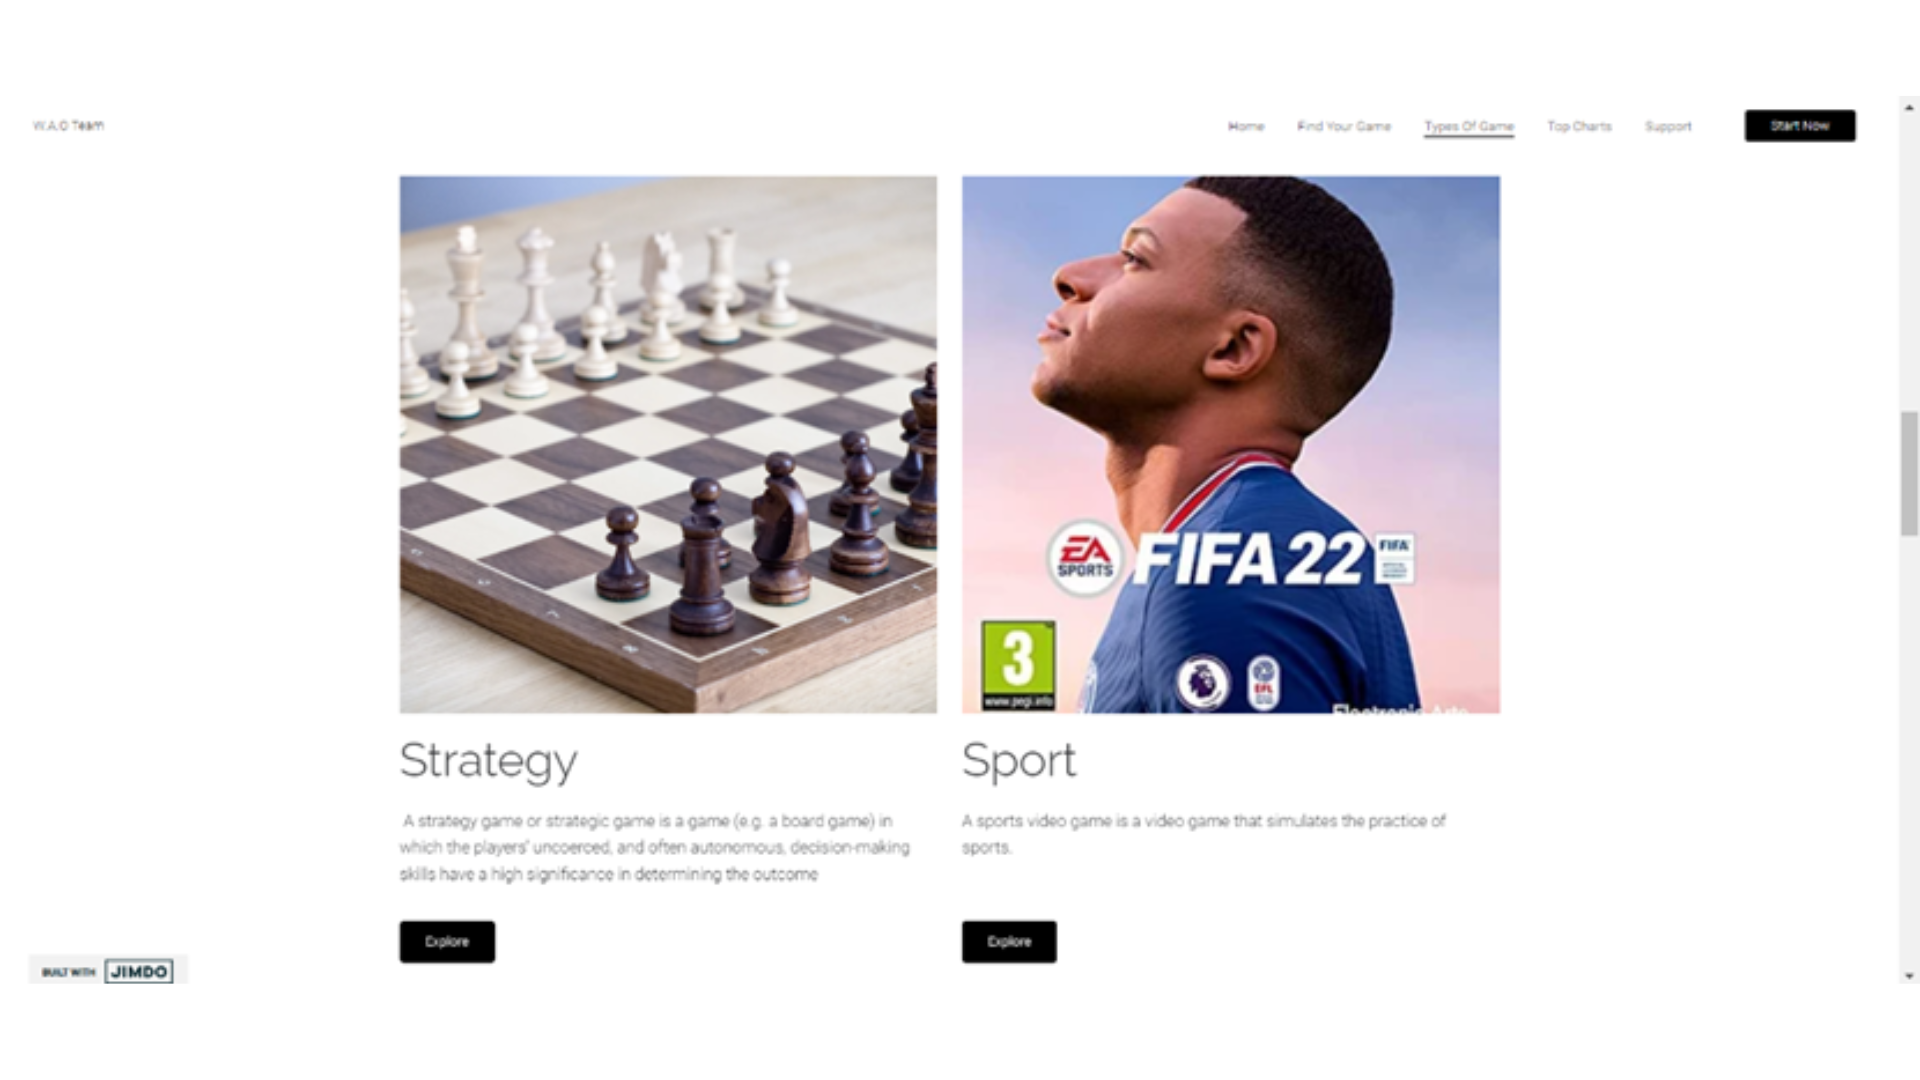 W.A.O Team
Home Find Your Game Types Of Game Top Charts Support Start Now
EA SPORTS FIFA 22 FIFA
3
www.pegi.info
EFL
Electronic Arts
Strategy
A strategy game or strategic game is a game (e.g. a board game) in
which the players' uncoerced, and often autonomous, decision-making
skills have a high significance in determining the outcome
Explore
Sport
A sports video game is a video game that simulates the practice of
sports.
Explore
BUILT WITH JIMDO